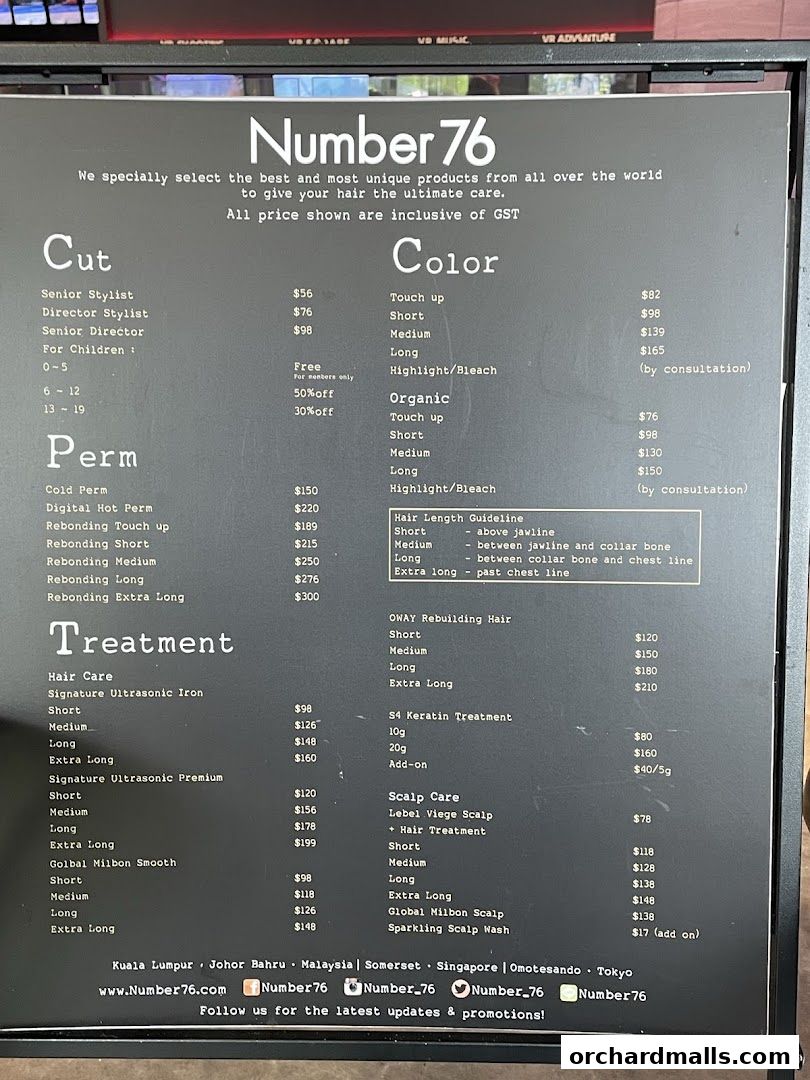 VR SHOOTING VR ESCAPE VR MUSIC VR ADVENTURE
Number76
We specially select the best and most unique products from all over the world
to give your hair the ultimate care.
All price shown are inclusive of GST
Cut
Senior Stylist $56
Director Stylist $76
Senior Director $98
For Children :
0~5 Free
For members only
6 ~ 12 50%off
13 ~ 19 30%off
Perm
Cold Perm $150
Digital Hot Perm $220
Rebonding Touch up $189
Rebonding Short $215
Rebonding Medium $250
Rebonding Long $276
Rebonding Extra Long $300
Treatment
Hair Care
Signature Ultrasonic Iron
Short $98
Medium $126
Long $148
Extra Long $160
Signature Ultrasonic Premium
Short $120
Medium $156
Long $178
Extra Long $199
Golbal Milbon Smooth
Short $98
Medium $118
Long $126
Extra Long $148
Color
Touch up $82
Short $98
Medium $139
Long $165
Highlight/Bleach (by consultation)
Organic
Touch up $76
Short $98
Medium $130
Long $150
Highlight/Bleach (by consultation)
Hair Length Guideline
Short - above jawline
Medium - between jawline and collar bone
Long - between collar bone and chest line
Extra long - past chest line
OWAY Rebuilding Hair
Short $120
Medium $150
Long $180
Extra Long $210
S4 Keratin Treatment
10g $80
20g $160
Add-on $40/5g
Scalp Care
Lebel Viege Scalp $78
+ Hair Treatment
Short $118
Medium $128
Long $138
Extra Long $148
Global Milbon Scalp $138
Sparkling Scalp Wash $17 (add on)
Kuala Lumpur · Johor Bahru · Malaysia | Somerset · Singapore | Omotesando · Tokyo
www.Number76.com Number76 Number_76 Number_76 Number76
Follow us for the latest updates & promotions!
orchardmalls.com